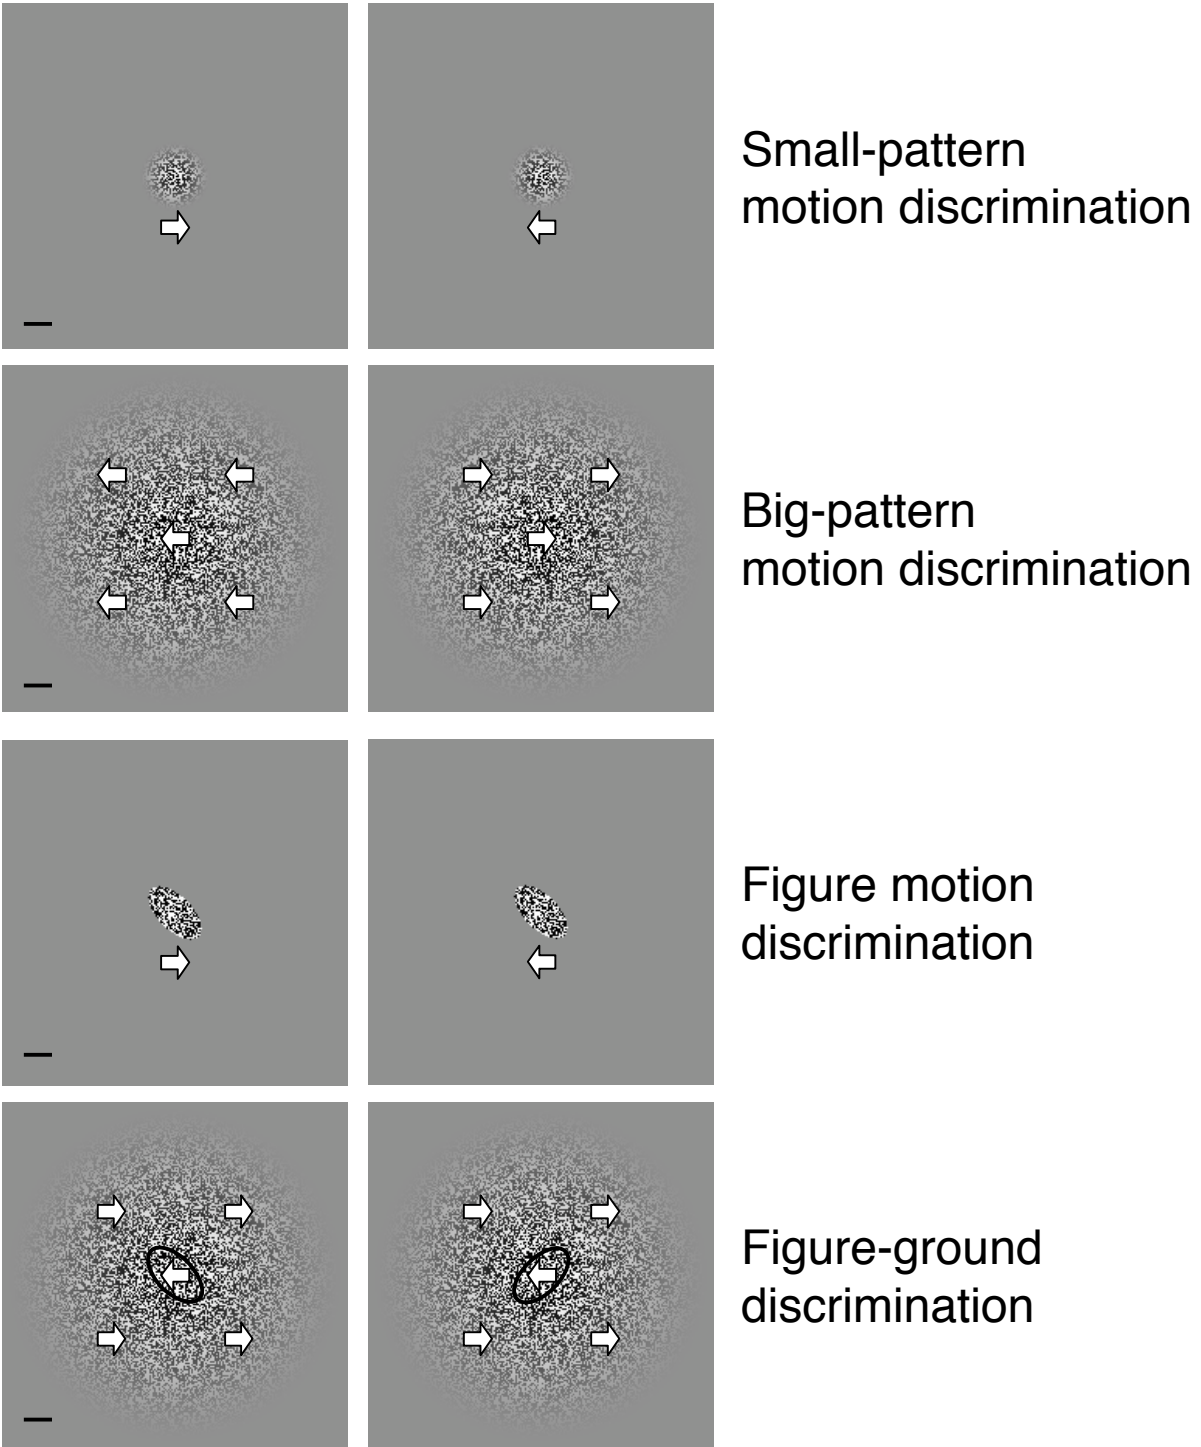 Small-pattern
motion discrimination
Big-pattern
motion discrimination
Figure motion
discrimination
Figure-ground
discrimination